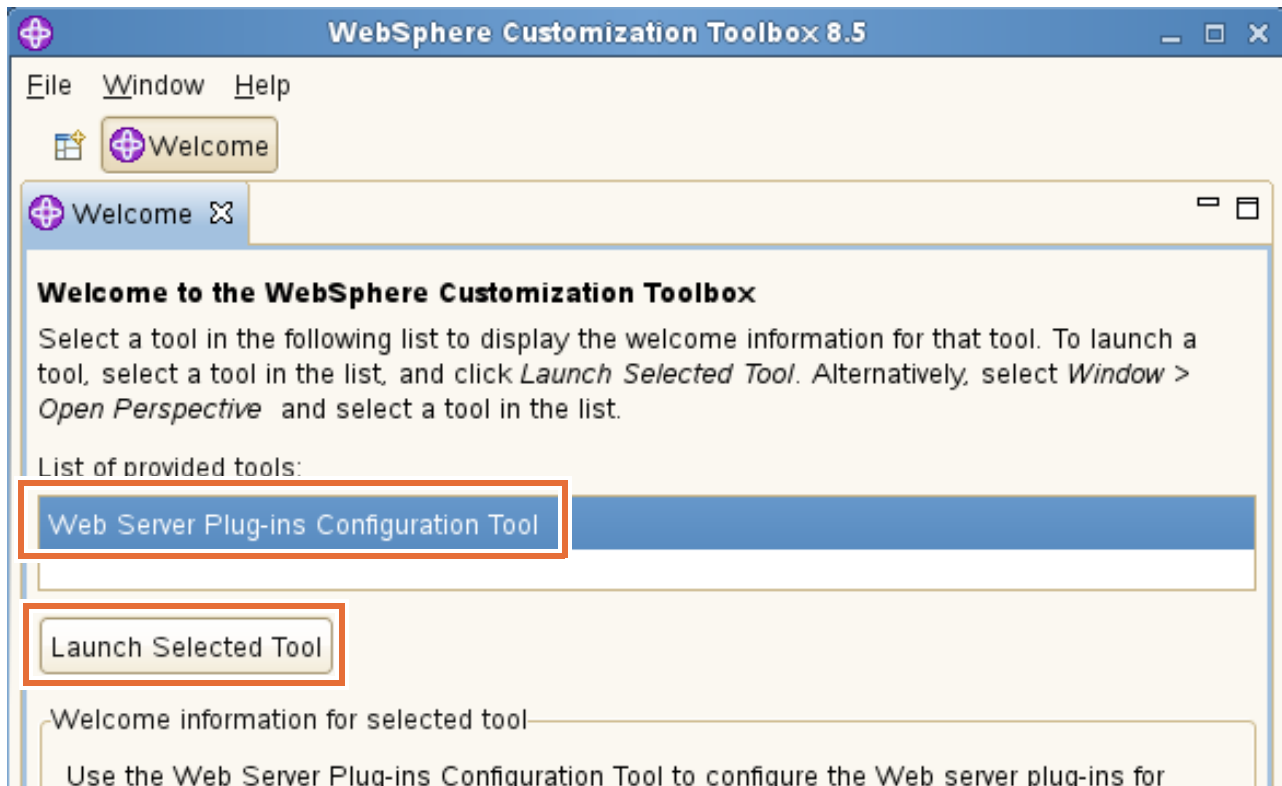 WebSphere Customization Toolbox 8.5
File Window Help
Welcome
Welcome
Welcome to the WebSphere Customization Toolbox
Select a tool in the following list to display the welcome information for that tool. To launch a
tool, select a tool in the list, and click Launch Selected Tool. Alternatively, select Window >
Open Perspective and select a tool in the list.
List of provided tools:
Web Server Plug-ins Configuration Tool
Launch Selected Tool
Welcome information for selected tool
Use the Web Server Plug-ins Configuration Tool to configure the Web server plug-ins for